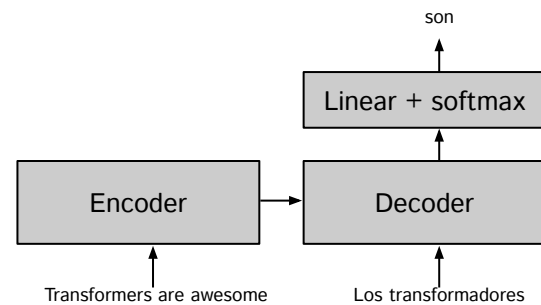 son
Linear + softmax
Encoder
Decoder
Transformers are awesome
Los transformadores